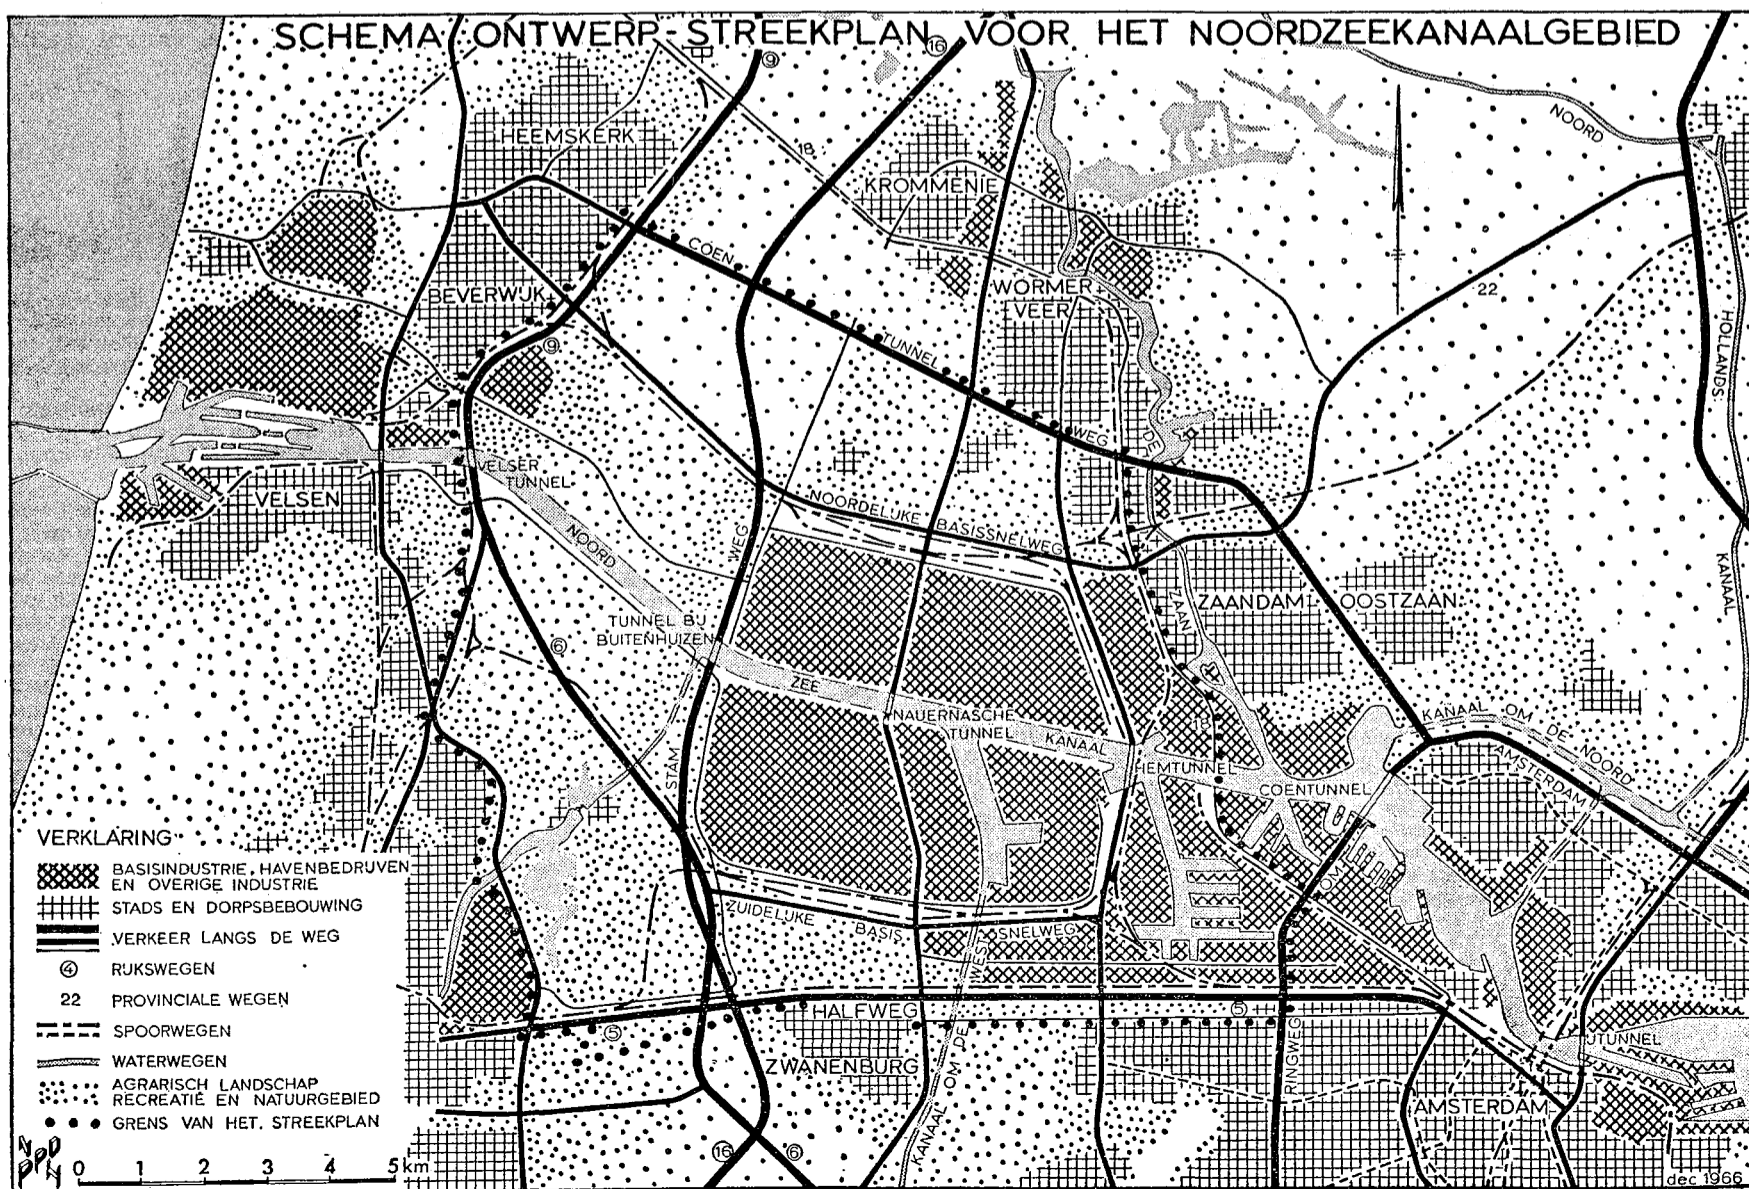 SCHEMA ONTWERP-STREEKPLAN VOOR HET NOORDZEEKANAALGEBIED
9
16
NOORD
HEEMSKERK
18
KROMMENIE
COEN
22
BEVERWIJK
WORMER
VEER
HOLLANDS
9
TUNNEL
WEG
DE
VELSER
TUNNEL
VELSEN
NOORDELIJKE BASISSNELWEG
NOORD
WEG
KANAAL
ZAANDAM
OOSTZAAN
ZAAN
TUNNEL BIJ
BUITENHUIZEN
6
ZEE
NAUERNASCHE
TUNNEL
KANAAL
18
KANAAL OM DE NOORD
AMSTERDAM
STAM
HEMTUNNEL
COENTUNNEL
OM
VERKLARING
BASISINDUSTRIE, HAVENBEDRIJVEN
EN OVERIGE INDUSTRIE
STADS EN DORPSBEBOUWING
VERKEER LANGS DE WEG
4 RIJKSWEGEN
22 PROVINCIALE WEGEN
SPOORWEGEN
WATERWEGEN
AGRARISCH LANDSCHAP
RECREATIE EN NATUURGEBIED
GRENS VAN HET STREEKPLAN
ZUIDELIJKE BASIS
SNELWEG
WEST
HALFWEG
5
5
ZWANENBURG
KANAAL OM DE
RINGWEG
IJTUNNEL
AMSTERDAM
16
6
0 1 2 3 4 5 km
dec 1966